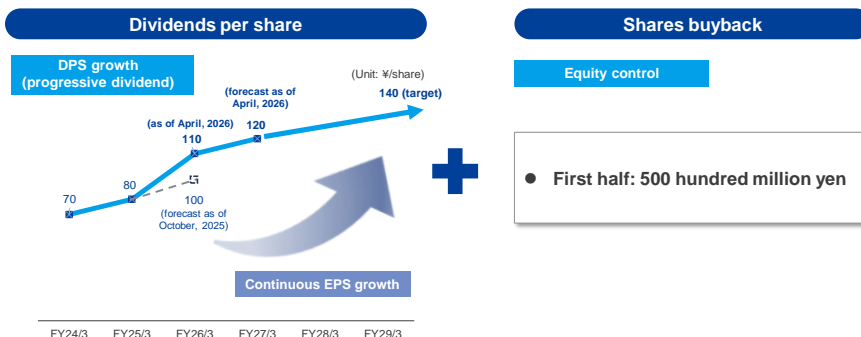 Dividends per share
DPS growth
(progressive dividend)
(Unit: ¥/share)
(forecast as of
April, 2026)
140 (target)
(as of April, 2026)
120
110
80
70
100
(forecast as of
October, 2025)
Continuous EPS growth
FY24/3
FY25/3
FY26/3
FY27/3
FY28/3
FY29/3
Shares buyback
Equity control
● First half: 500 hundred million yen